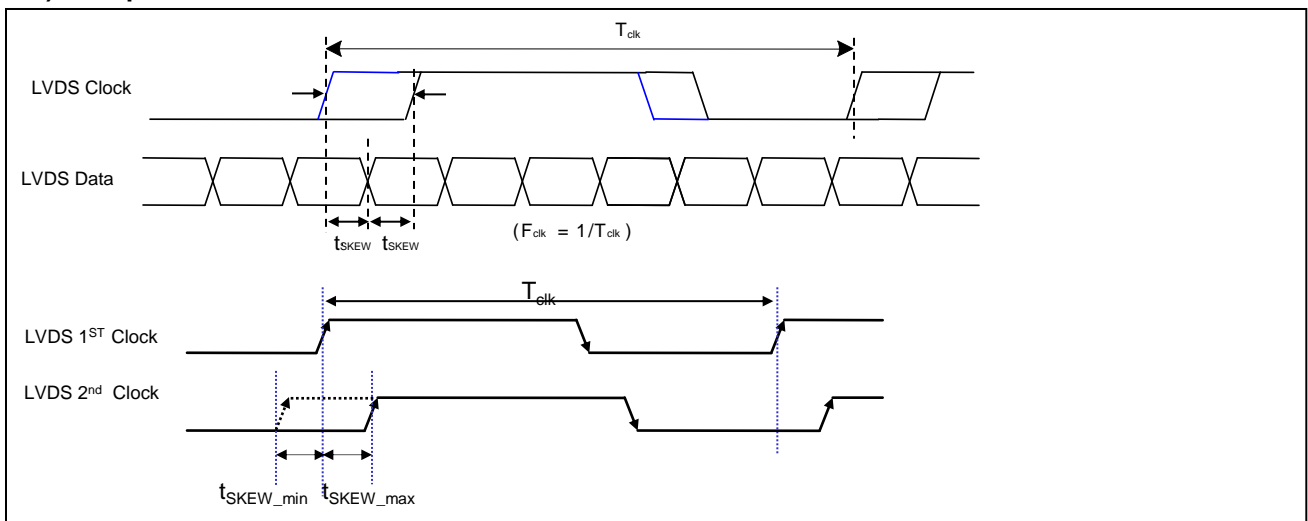 Tclk
LVDS Clock
LVDS Data
tSKEW tSKEW
(Fclk = 1/Tclk)
Tclk
LVDS 1ST Clock
LVDS 2nd Clock
tSKEW_min tSKEW_max